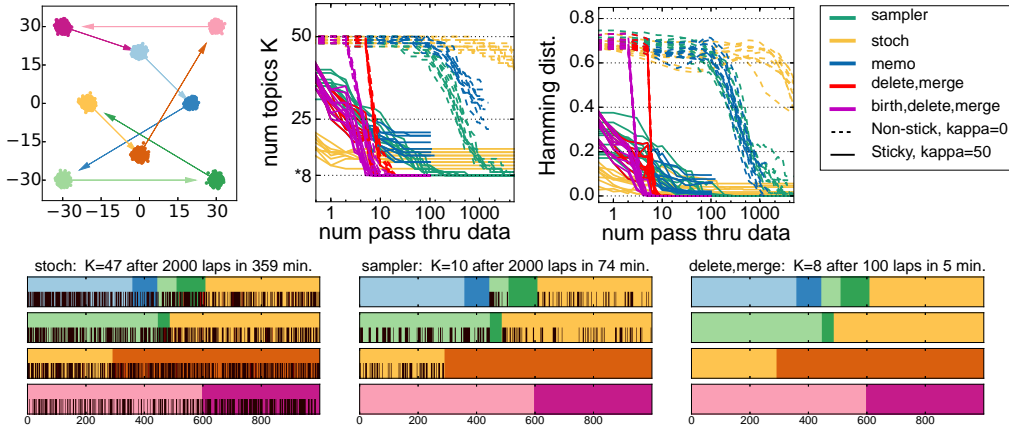 30
15
0
−15
−30
−30−15 0 15 30
num topics K
50
25
*8
1 10 100 1000
num pass thru data
Hamming dist.
0.8
0.6
0.4
0.2
0.0
1 10 100 1000
num pass thru data
sampler
stoch
memo
delete,merge
birth,delete,merge
Non-stick, kappa=0
Sticky, kappa=50
stoch: K=47 after 2000 laps in 359 min.
0 200 400 600 800
sampler: K=10 after 2000 laps in 74 min.
0 200 400 600 800
delete,merge: K=8 after 100 laps in 5 min.
0 200 400 600 800